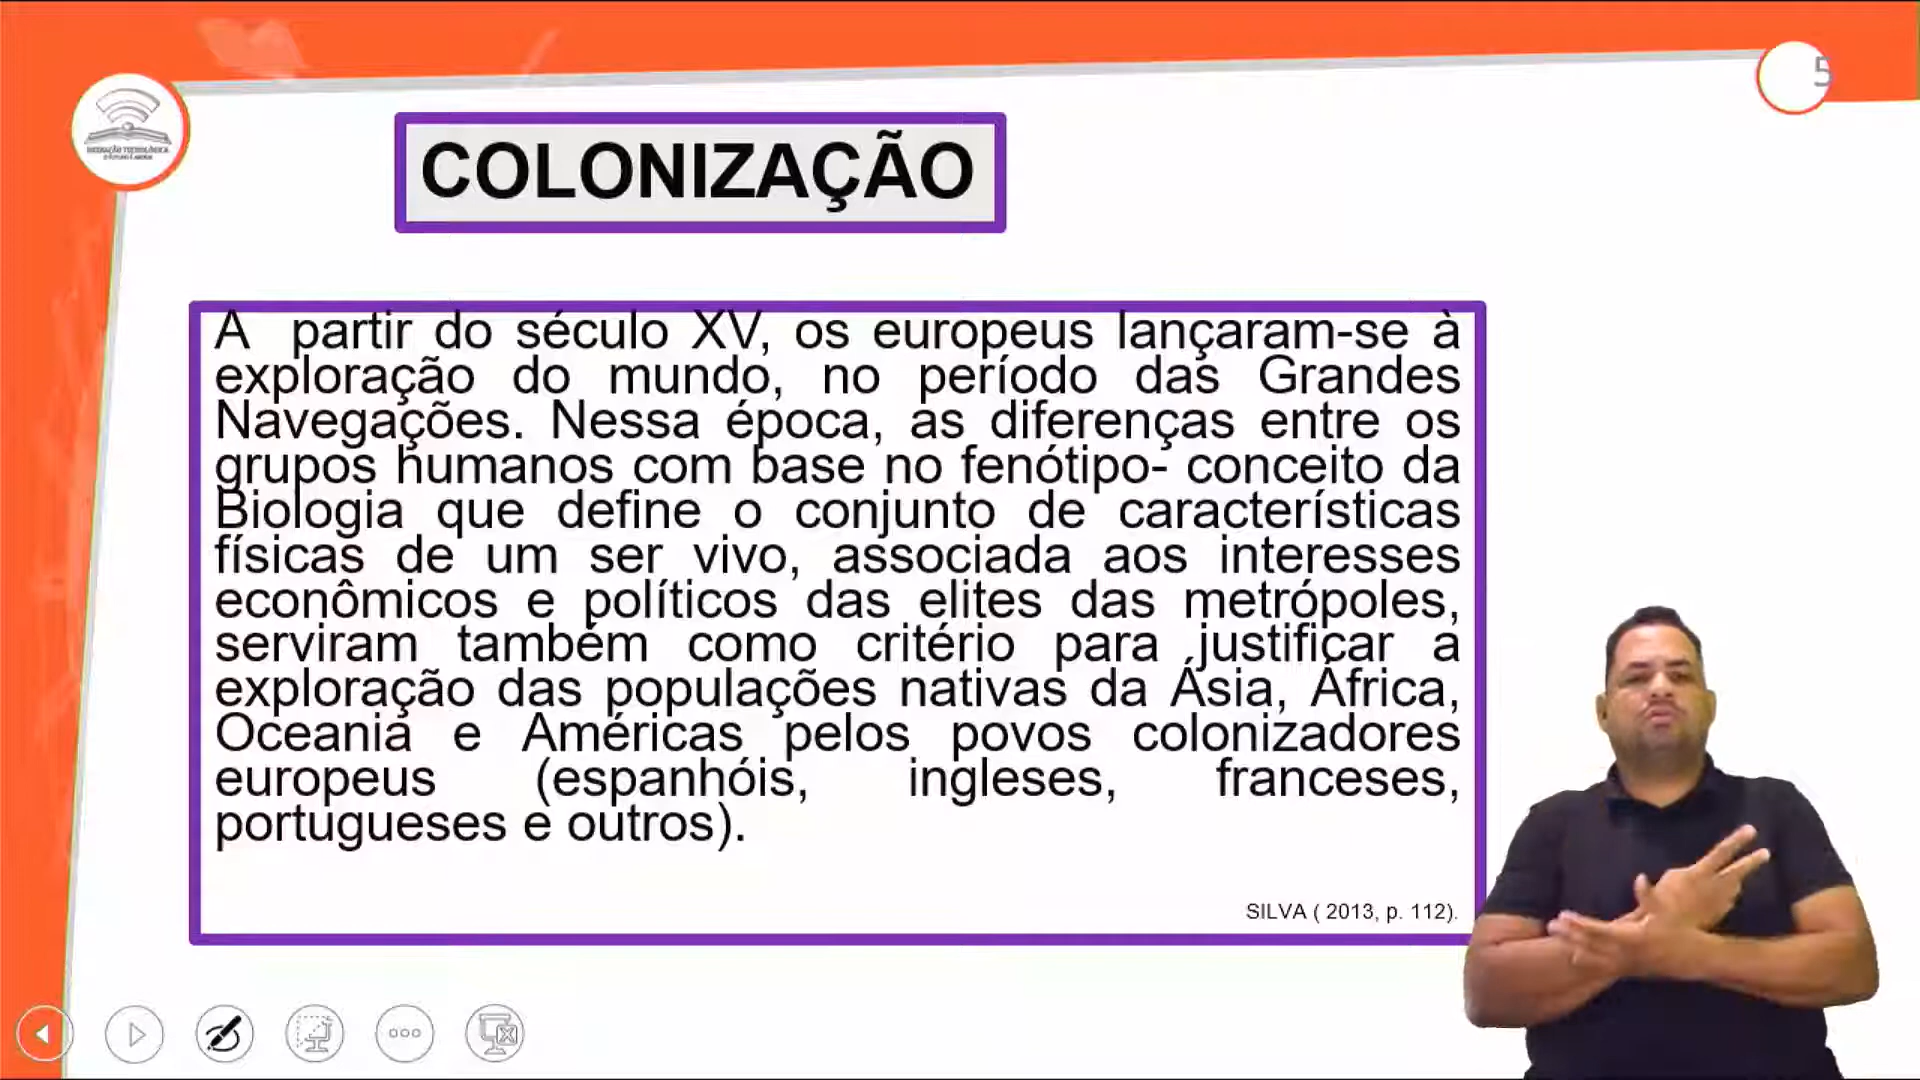 5
MEDIAÇÃO TECNOLÓGICA
COLONIZAÇÃO
A partir do século XV, os europeus lançaram-se à
exploração do mundo, no período das Grandes
Navegações. Nessa época, as diferenças entre os
grupos humanos com base no fenótipo- conceito da
Biologia que define o conjunto de características
físicas de um ser vivo, associada aos interesses
econômicos e políticos das elites das metrópoles,
serviram também como critério para justificar a
exploração das populações nativas da Ásia, África,
Oceania e Américas pelos povos colonizadores
europeus (espanhóis, ingleses, franceses,
portugueses e outros).
SILVA ( 2013, p. 112).